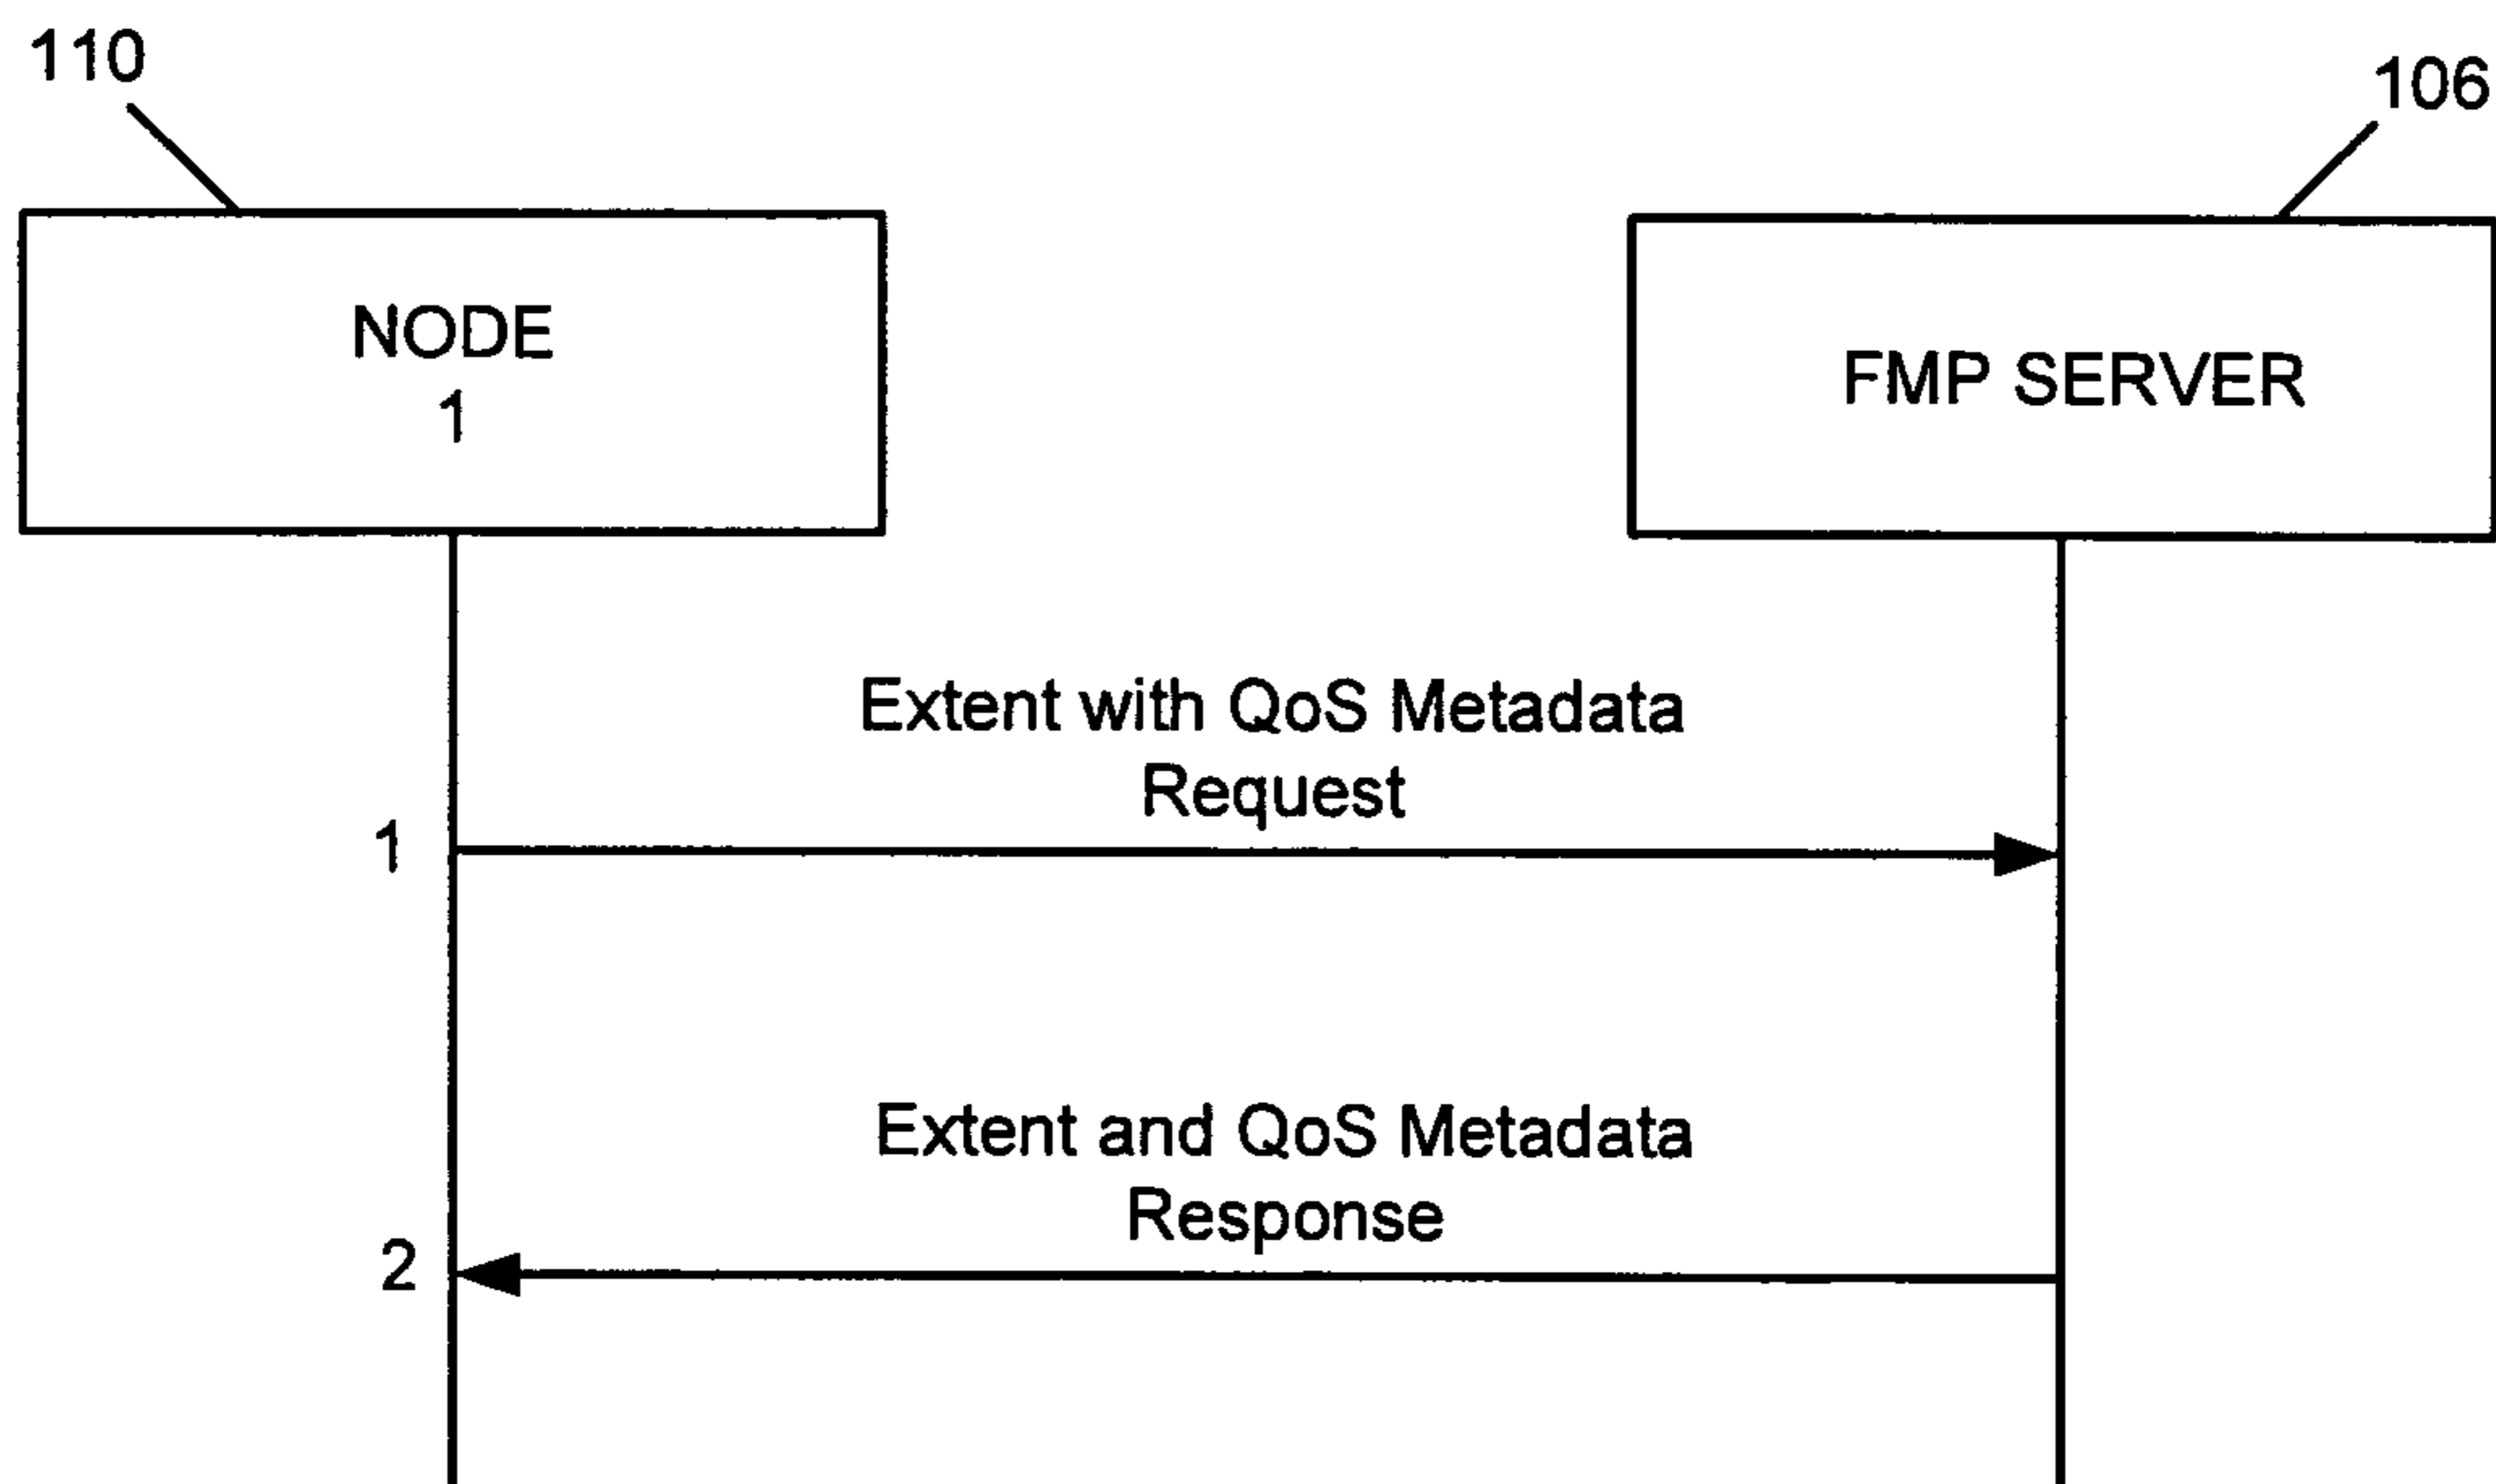 110
106
NODE
1
FMP SERVER
Extent with QoS Metadata
Request
1
Extent and QoS Metadata
Response
2